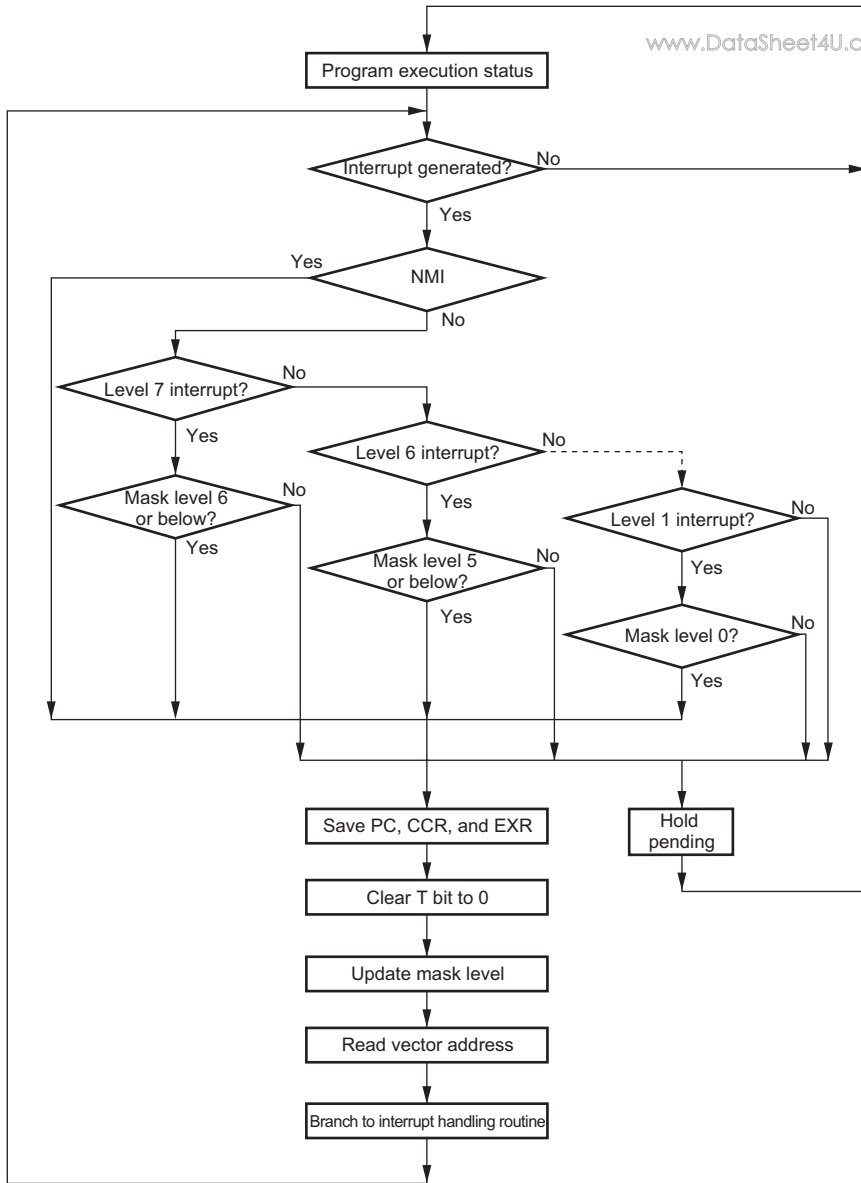 www.DataSheet4U.c
Program execution status
Interrupt generated?
No
Yes
Yes
NMI
No
Level 7 interrupt?
No
Yes
Level 6 interrupt?
No
Mask level 6
or below?
No
Yes
Yes
Level 1 interrupt?
No
Mask level 5
or below?
No
Yes
Yes
Mask level 0?
No
Yes
Save PC, CCR, and EXR
Hold
pending
Clear T bit to 0
Update mask level
Read vector address
Branch to interrupt handling routine